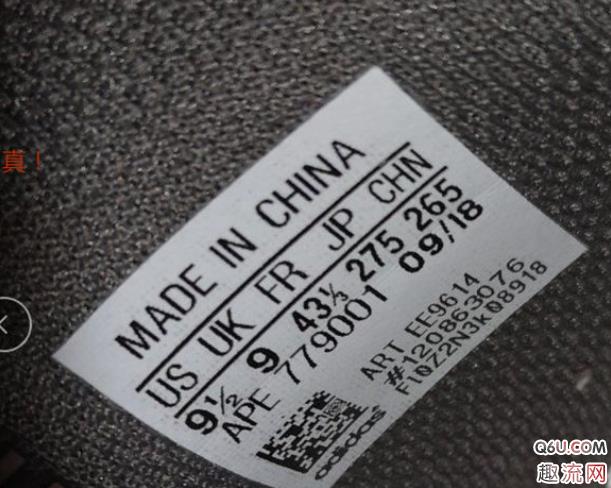 真！
MADE IN CHINA
US UK FR JP CHN
9½ 9 43⅓ 275 265
APE 779001 09/18
ART EE9614
#120863076
F10Z2N3K08918
adidas
Q6U.COM
趣流网